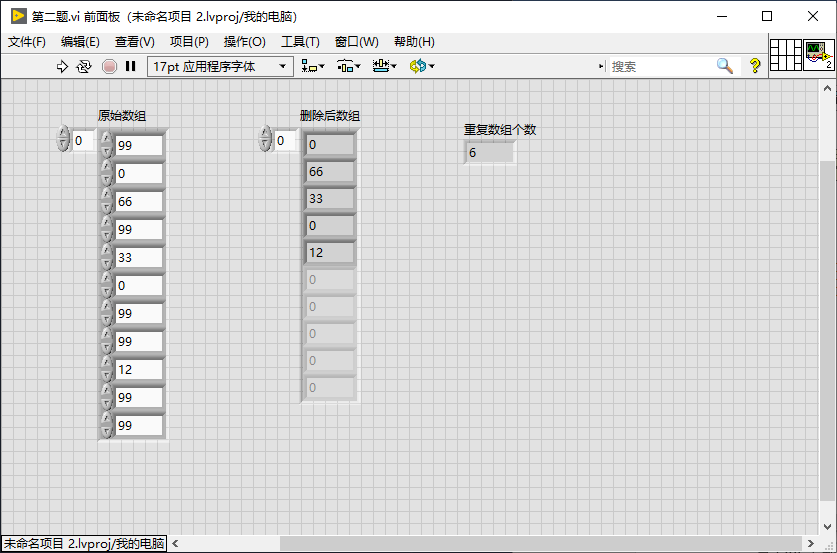 第二题.vi 前面板（未命名项目 2.lvproj/我的电脑）
文件(F) 编辑(E) 查看(V) 项目(P) 操作(O) 工具(T) 窗口(W) 帮助(H)
17pt 应用程序字体 搜索 ? 2
原始数组 删除后数组 重复数组个数
0 99 0 0 6
0 66
66 33
99 0
33 12
0 0
99 0
99 0
12 0
99 0
99
未命名项目 2.lvproj/我的电脑